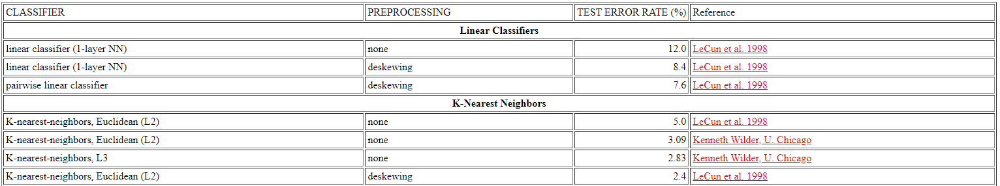 CLASSIFIER PREPROCESSING TEST ERROR RATE (%) Reference
Linear Classifiers
linear classifier (1-layer NN) none 12.0 LeCun et al. 1998
linear classifier (1-layer NN) deskewing 8.4 LeCun et al. 1998
pairwise linear classifier deskewing 7.6 LeCun et al. 1998
K-Nearest Neighbors
K-nearest-neighbors, Euclidean (L2) none 5.0 LeCun et al. 1998
K-nearest-neighbors, Euclidean (L2) none 3.09 Kenneth Wilder, U. Chicago
K-nearest-neighbors, L3 none 2.83 Kenneth Wilder, U. Chicago
K-nearest-neighbors, Euclidean (L2) deskewing 2.4 LeCun et al. 1998